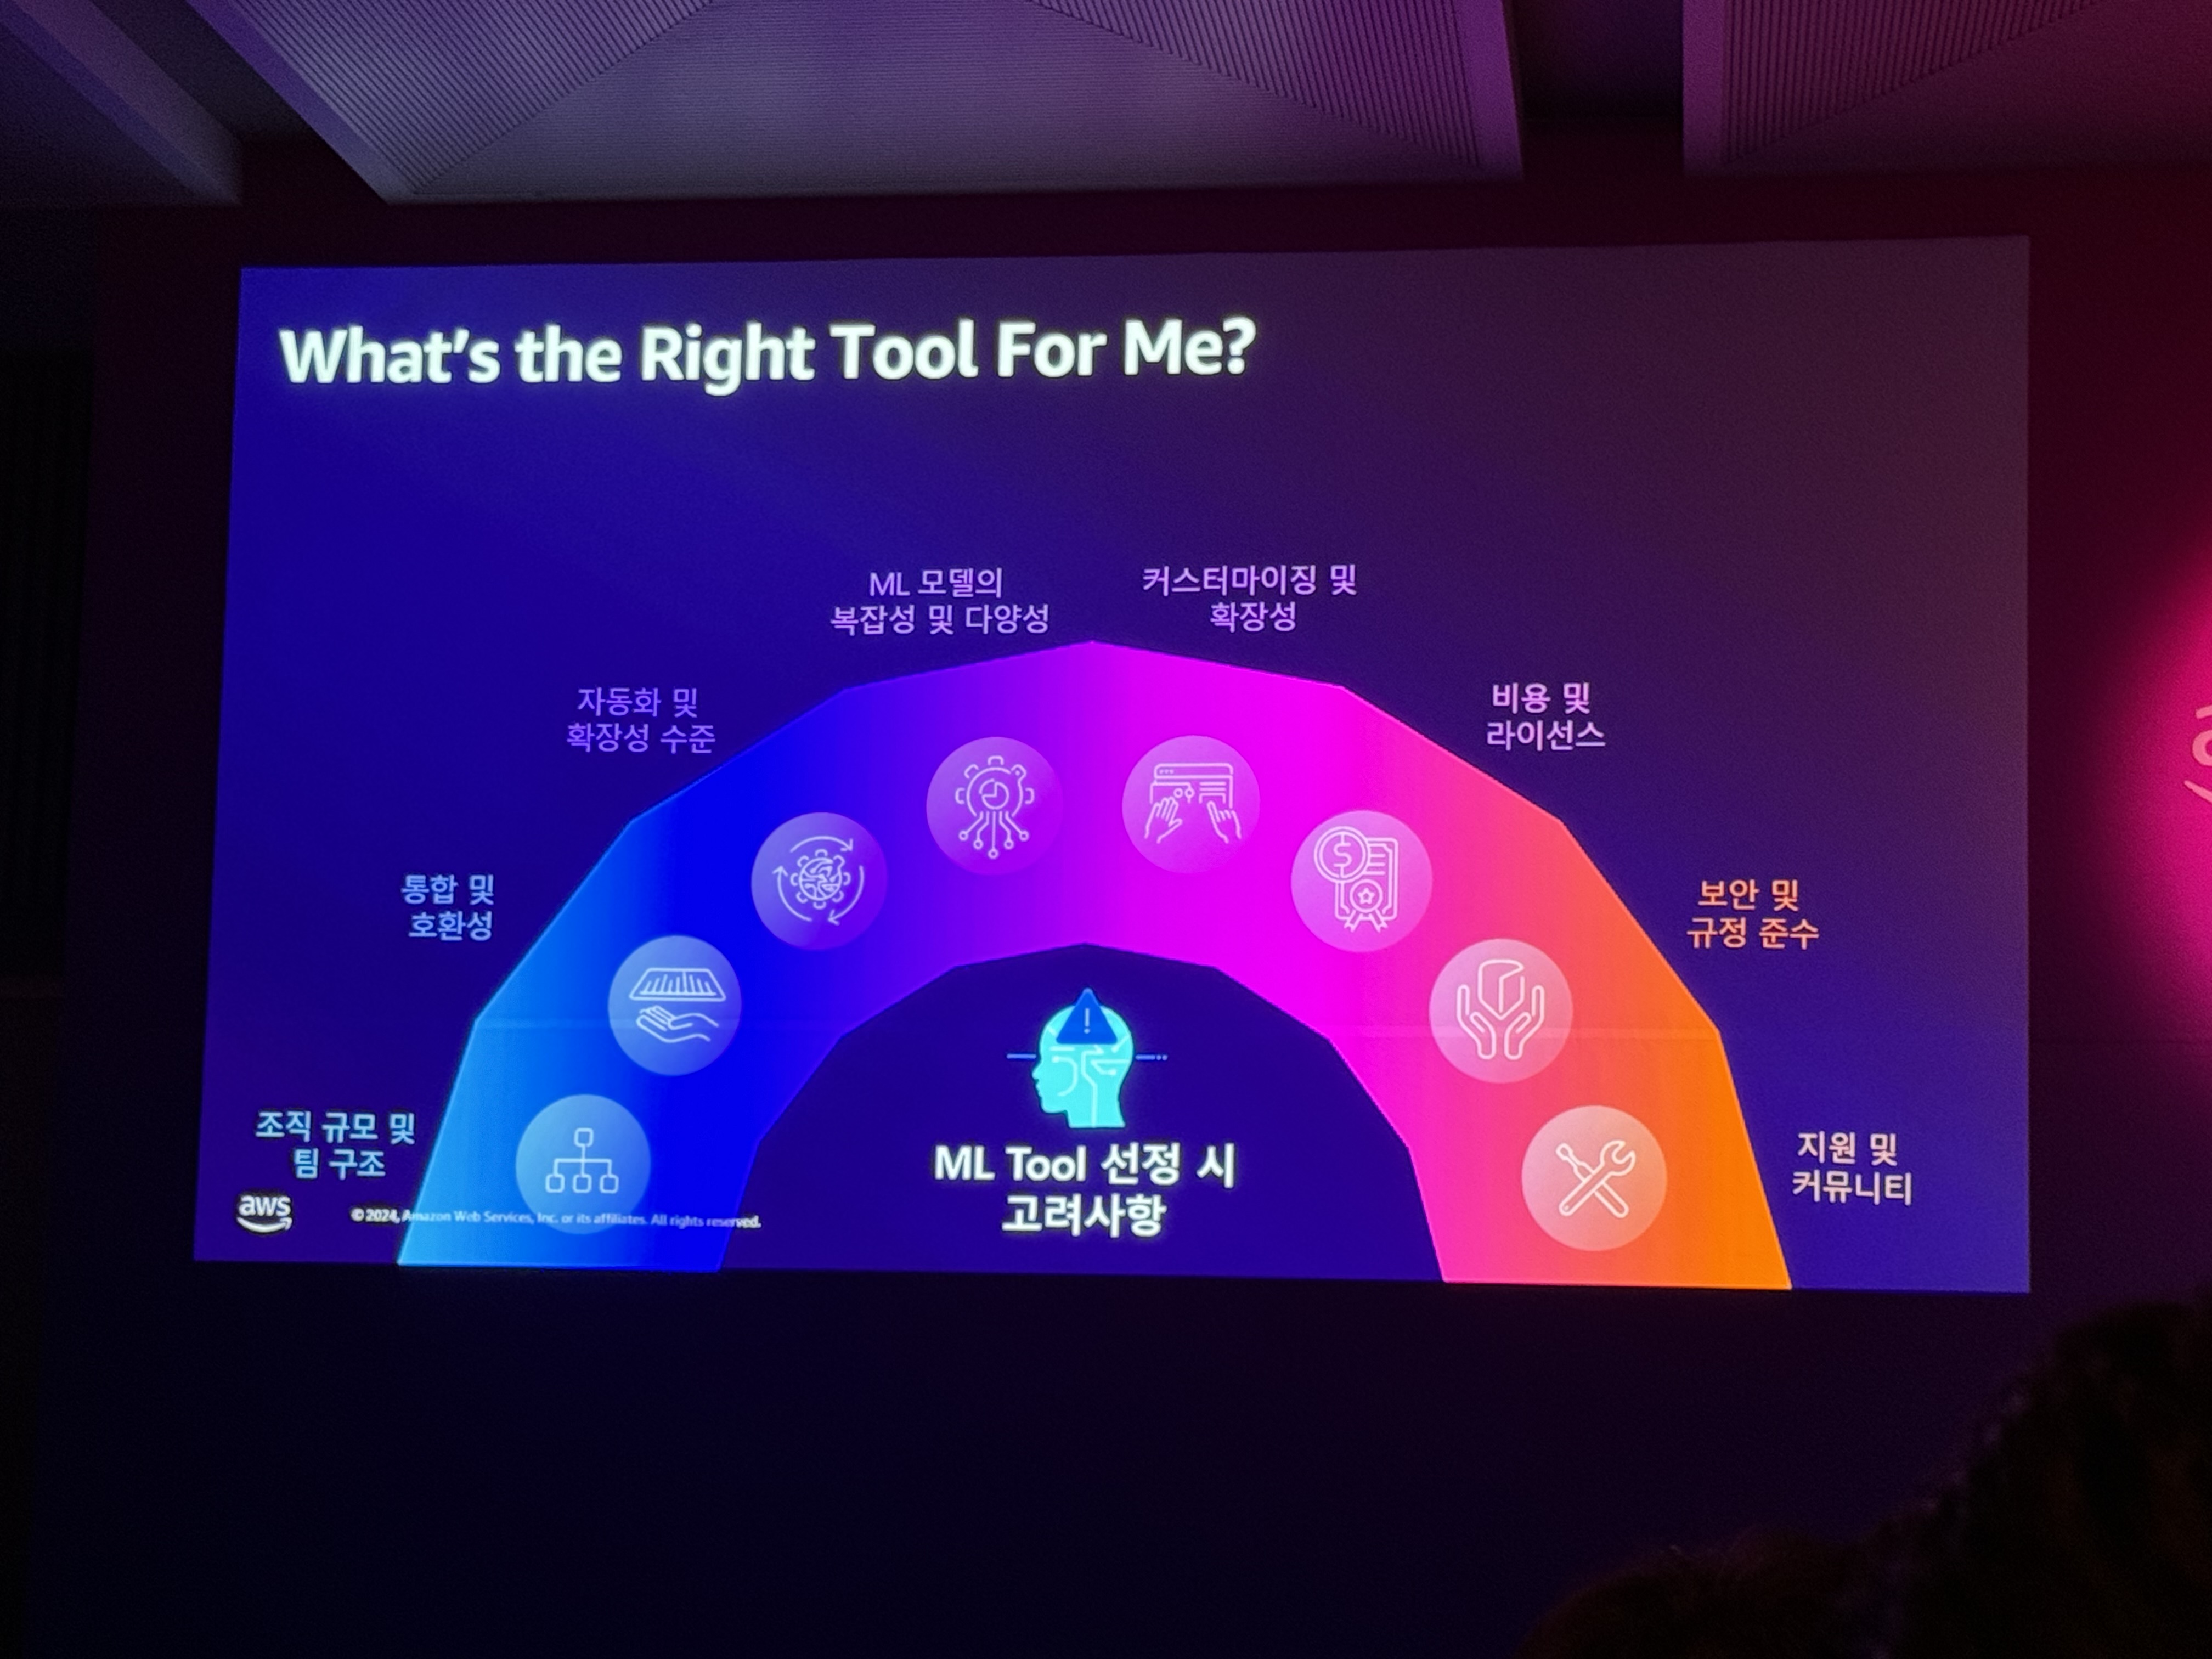 What's the Right Tool For Me?
ML 모델의
복잡성 및 다양성
커스터마이징 및
확장성
자동화 및
확장성 수준
비용 및
라이선스
통합 및
호환성
보안 및
규정 준수
조직 규모 및
팀 구조
지원 및
커뮤니티
ML Tool 선정 시
고려사항
aws
© 2024, Amazon Web Services, Inc. or its affiliates. All rights reserved.